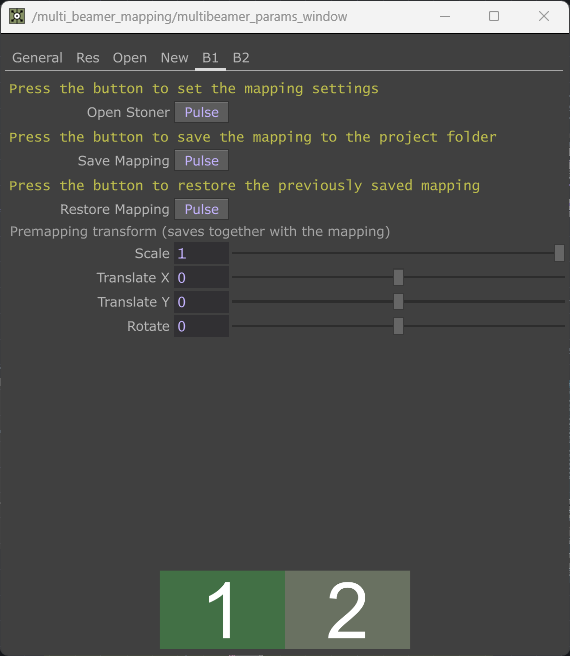 /multi_beamer_mapping/multibeamer_params_window
General Res Open New B1 B2
Press the button to set the mapping settings
Open Stoner Pulse
Press the button to save the mapping to the project folder
Save Mapping Pulse
Press the button to restore the previously saved mapping
Restore Mapping Pulse
Premapping transform (saves together with the mapping)
Scale 1
Translate X 0
Translate Y 0
Rotate 0
1 2